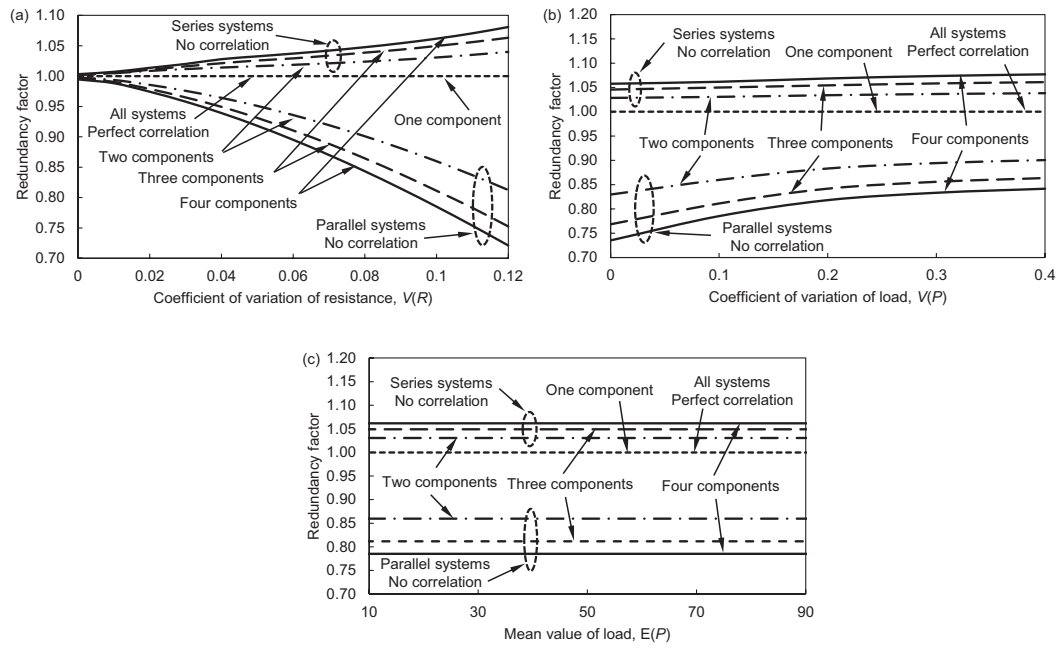 (a)
1.10
1.05
1.00
0.95
0.90
0.85
0.80
0.75
0.70
Redundancy factor
Series systems
No correlation
All systems
Perfect correlation
One component
Two components
Three components
Four components
Parallel systems
No correlation
0
0.02
0.04
0.06
0.08
0.1
0.12
Coefficient of variation of resistance, V(R)
(b)
1.20
1.15
1.10
1.05
1.00
0.95
0.90
0.85
0.80
0.75
0.70
Redundancy factor
Series systems
No correlation
One component
All systems
Perfect correlation
Two components
Three components
Four components
Parallel systems
No correlation
0
0.1
0.2
0.3
0.4
Coefficient of variation of load, V(P)
(c)
1.20
1.15
1.10
1.05
1.00
0.95
0.90
0.85
0.80
0.75
0.70
Redundancy factor
Series systems
No correlation
One component
All systems
Perfect correlation
Two components
Three components
Four components
Parallel systems
No correlation
10
30
50
70
90
Mean value of load, E(P)